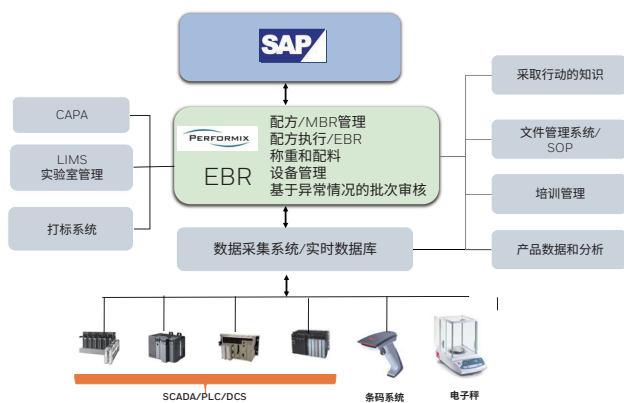 SAP
PERFORMIX
EBR
配方/MBR管理
配方执行/EBR
称重和配料
设备管理
基于异常情况的批次审核
CAPA
LIMS
实验室管理
打标系统
采取行动的知识
文件管理系统/
SOP
培训管理
产品数据和分析
数据采集系统/实时数据库
SCADA/PLC/DCS
条码系统
电子秤